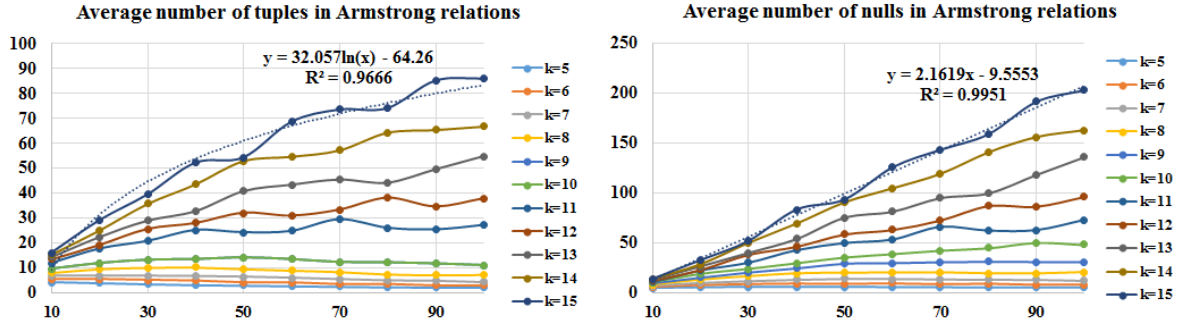 Average number of tuples in Armstrong relations
100
90
80
70
60
50
40
30
20
10
0
10 30 50 70 90
y = 32.057ln(x) - 64.26
R² = 0.9666
k=5
k=6
k=7
k=8
k=9
k=10
k=11
k=12
k=13
k=14
k=15
Average number of nulls in Armstrong relations
250
200
150
100
50
0
10 30 50 70 90
y = 2.1619x - 9.5553
R² = 0.9951
k=5
k=6
k=7
k=8
k=9
k=10
k=11
k=12
k=13
k=14
k=15